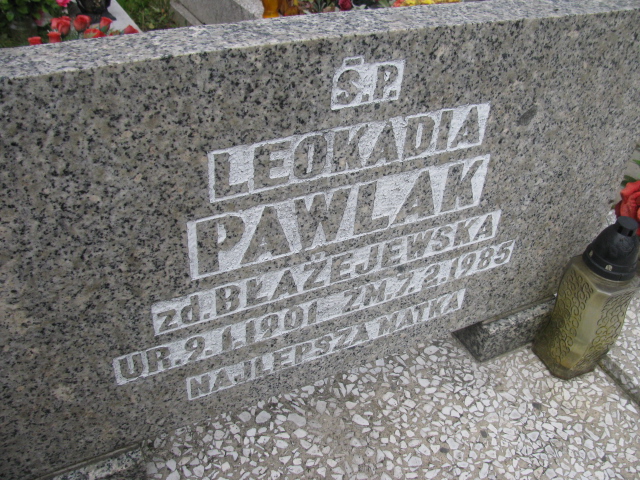 Ś.P.
LEOKADIA
PAWLAK
zd. BŁAŻEJEWSKA
UR. 9.1.1901 ZM. 7.2.1985
NAJLEPSZA MATKA